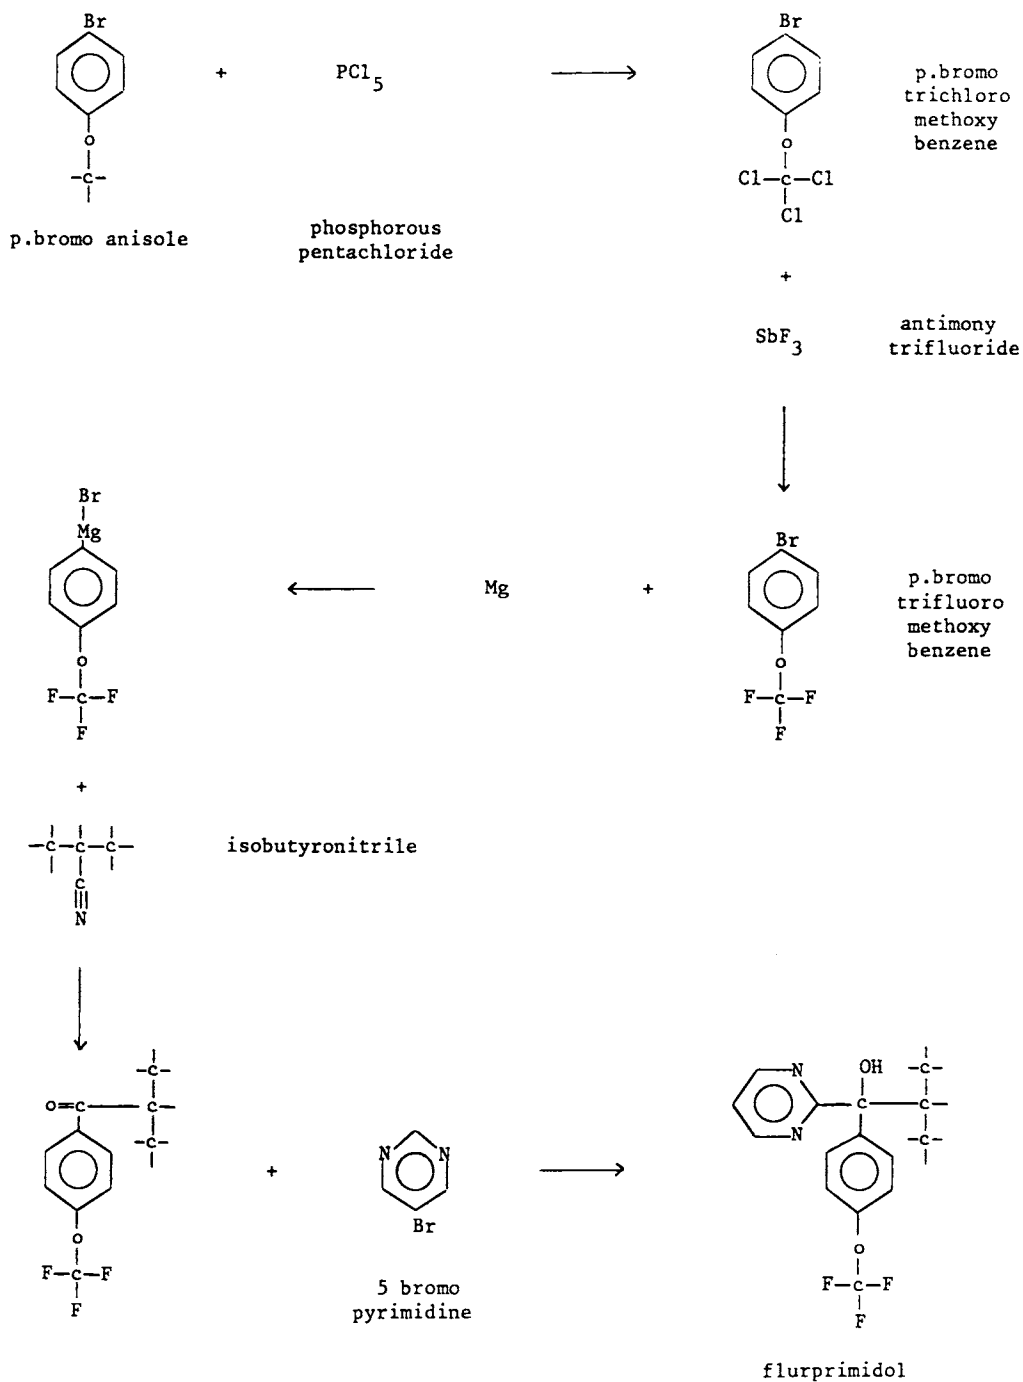 Br
+ PCl5
O
-C-
p.bromo anisole
phosphorous
pentachloride
Br
O
Cl-C-Cl
Cl
p.bromo
trichloro
methoxy
benzene
+
SbF3
antimony
trifluoride
Br
O
F-C-F
F
p.bromo
trifluoro
methoxy
benzene
+
Mg
Br
Mg
O
F-C-F
F
+
-C-C-C-
C
N
isobutyronitrile
-C-
O=C C-
-C-
O
F-C-F
F
+
N N
Br
5 bromo
pyrimidine
N OH -C-
C C-
N -C-
O
F-C-F
F
flurprimidol